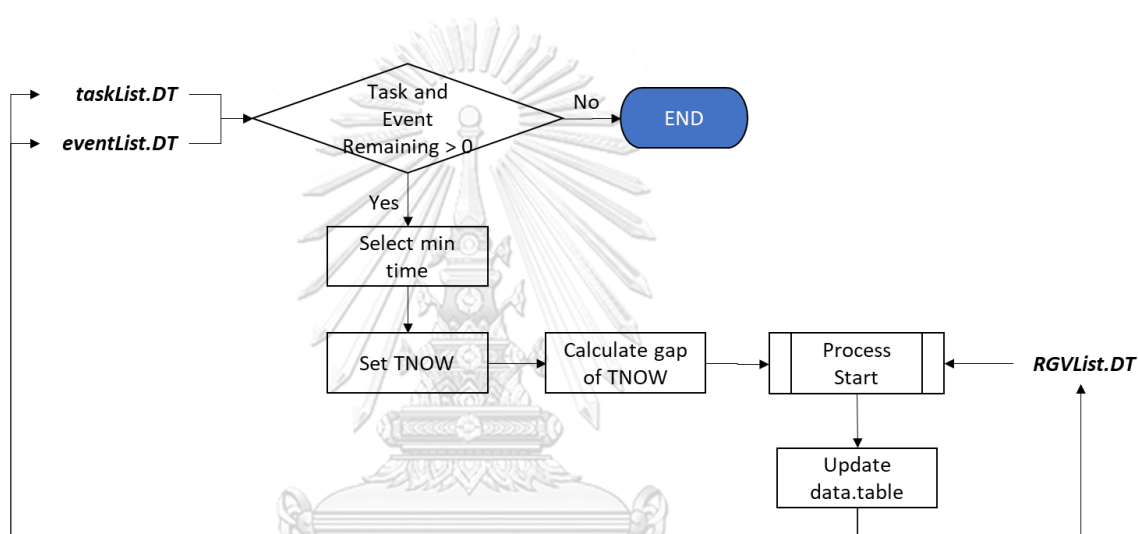 taskList.DT
eventList.DT
Task and
Event
Remaining > 0
No
END
Yes
Select min
time
Set TNOW
Calculate gap
of TNOW
Process
Start
RGVList.DT
Update
data.table